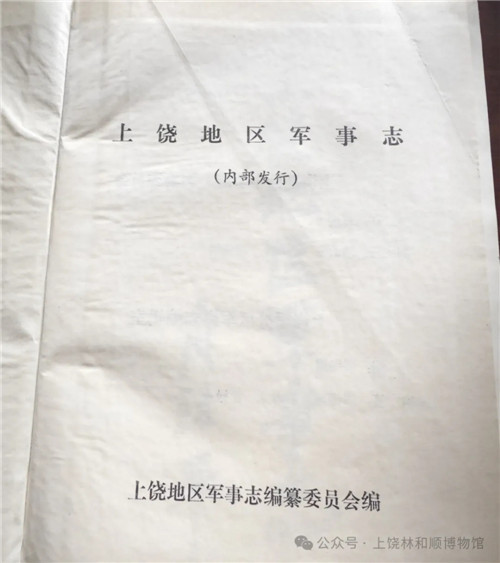 上饶地区军事志
(内部发行)
上饶地区军事志编纂委员会编
公众号·上饶林和顺博物馆